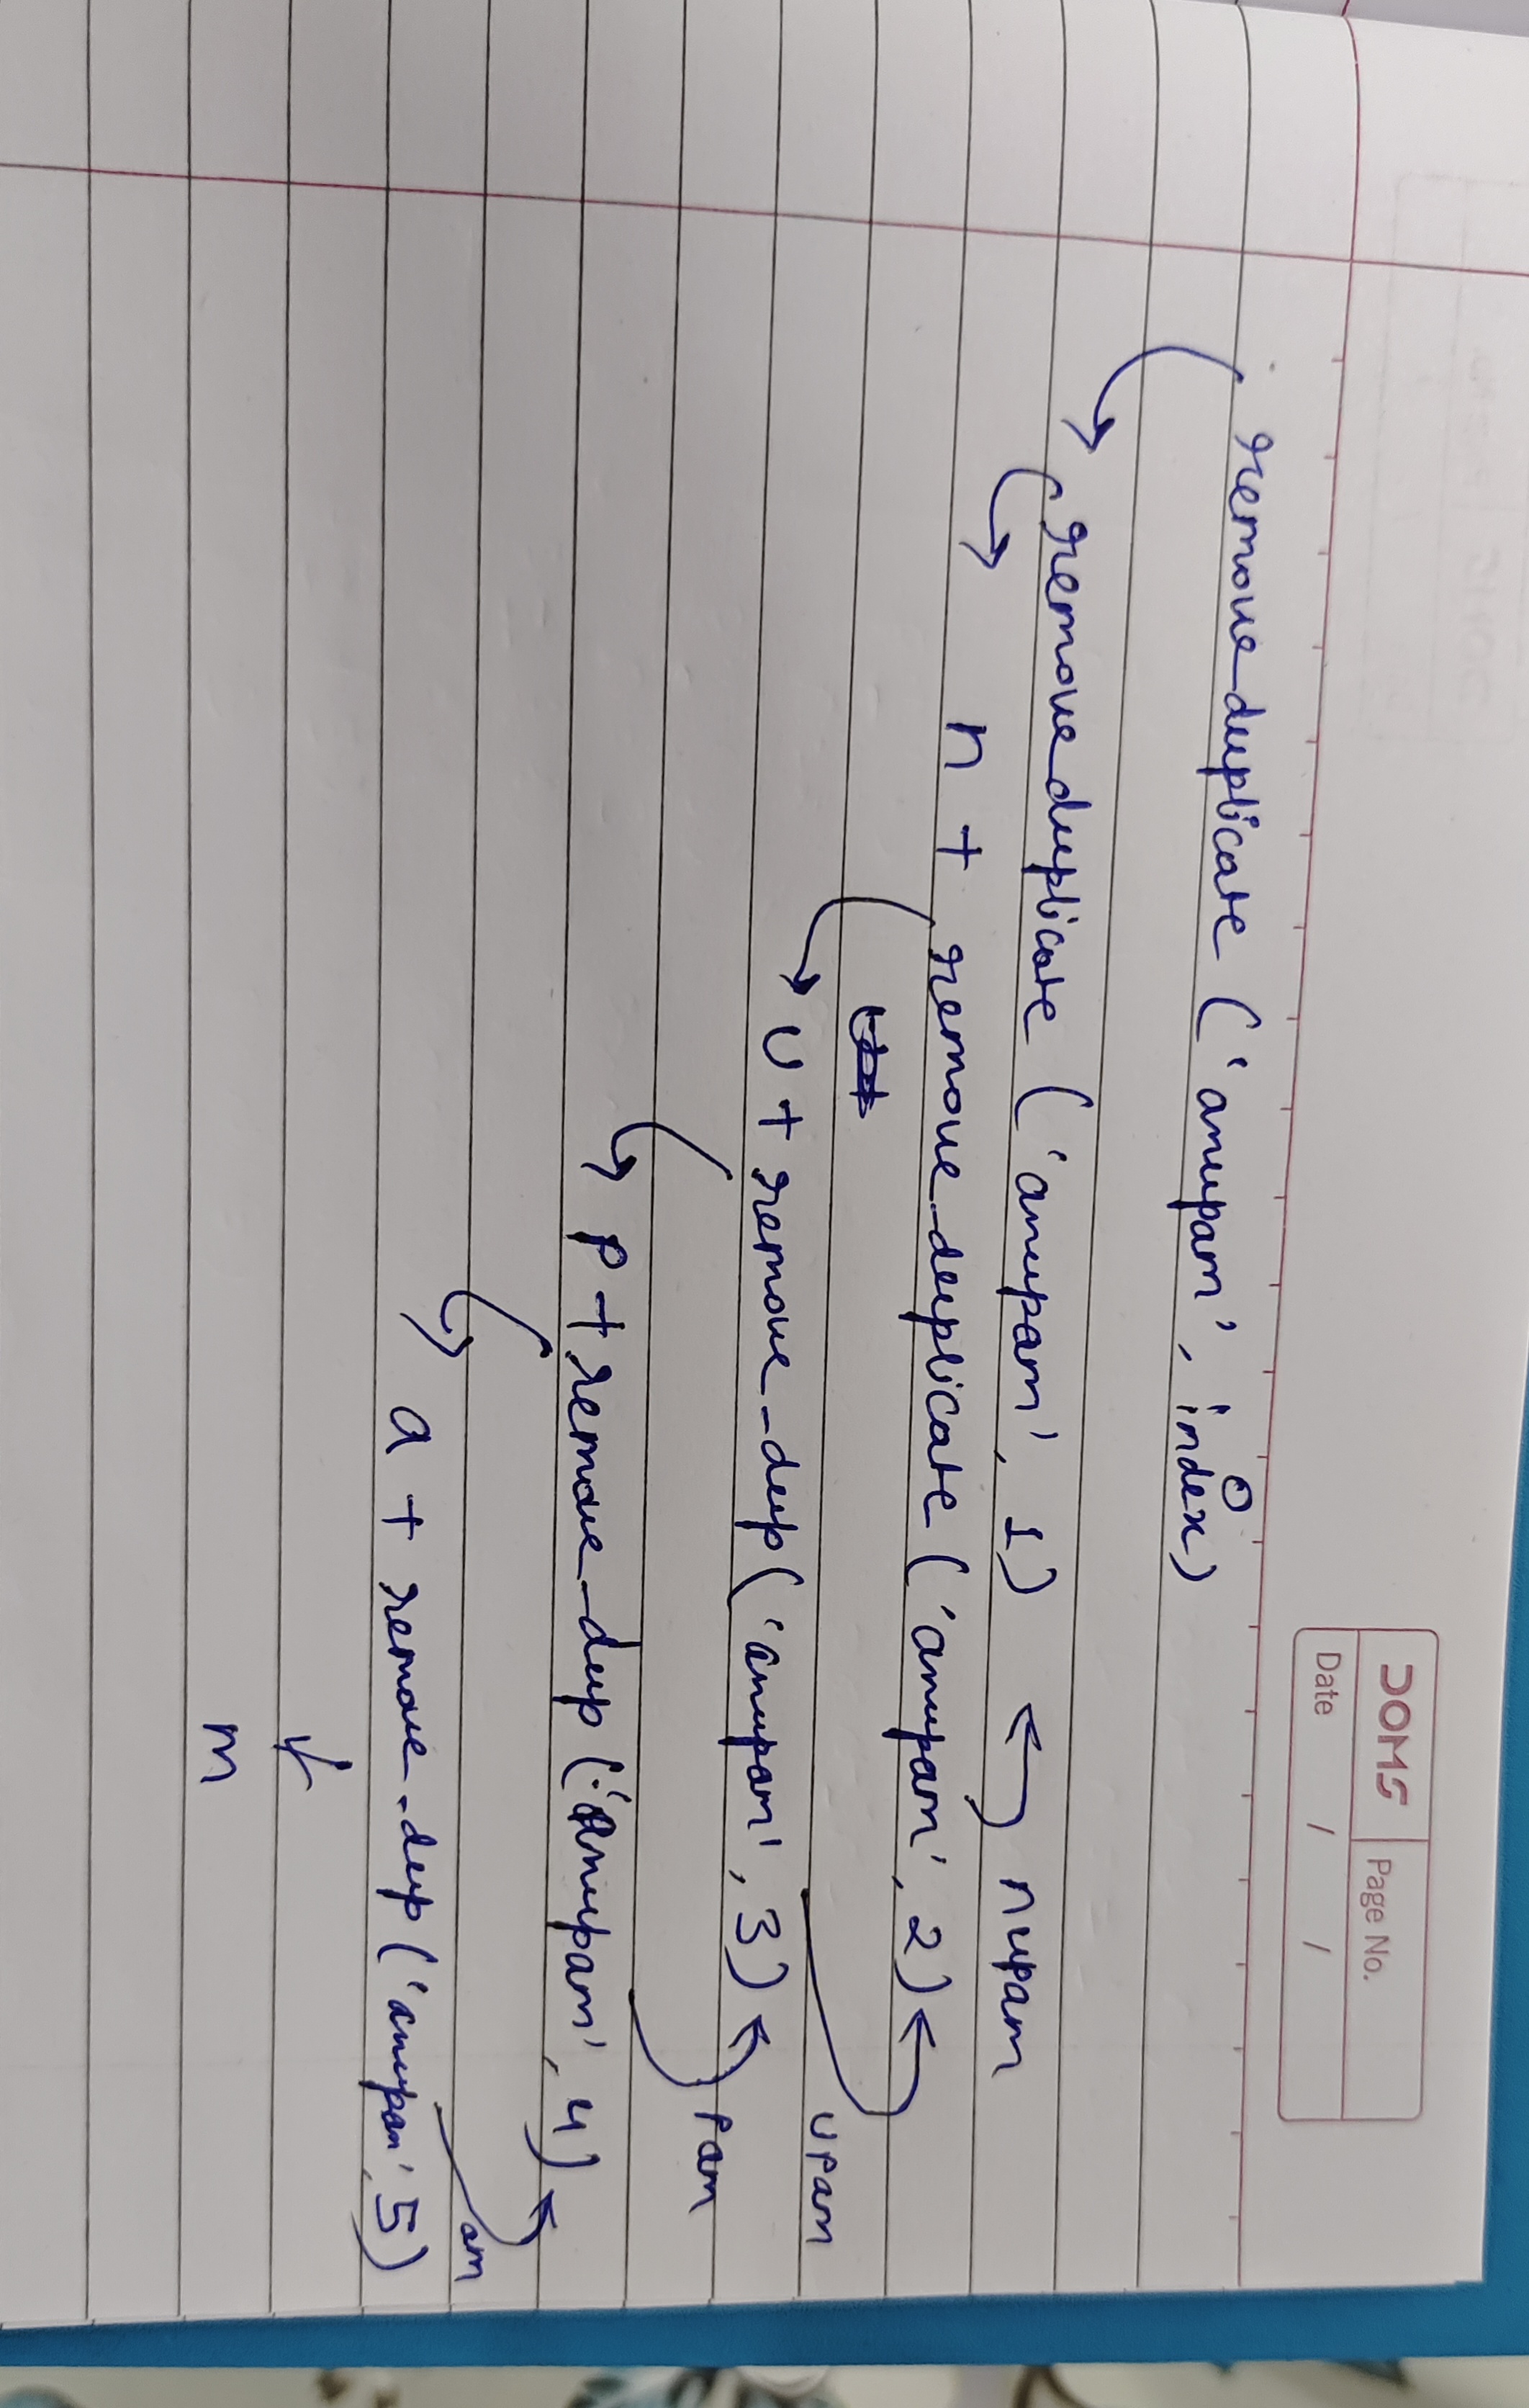 DOMS Page No.
Date / /
remove_duplicate ('anupam', index)
0
remove_duplicate ('anupam', 1) ← nupam
n + remove_duplicate ('anupam', 2) ←
upam
u + remove_dup ('anupam', 3) ←
pam
p + remove_dup ('anupam', 4) ←
am
a + remove_dup ('anupam', 5)
↓
m